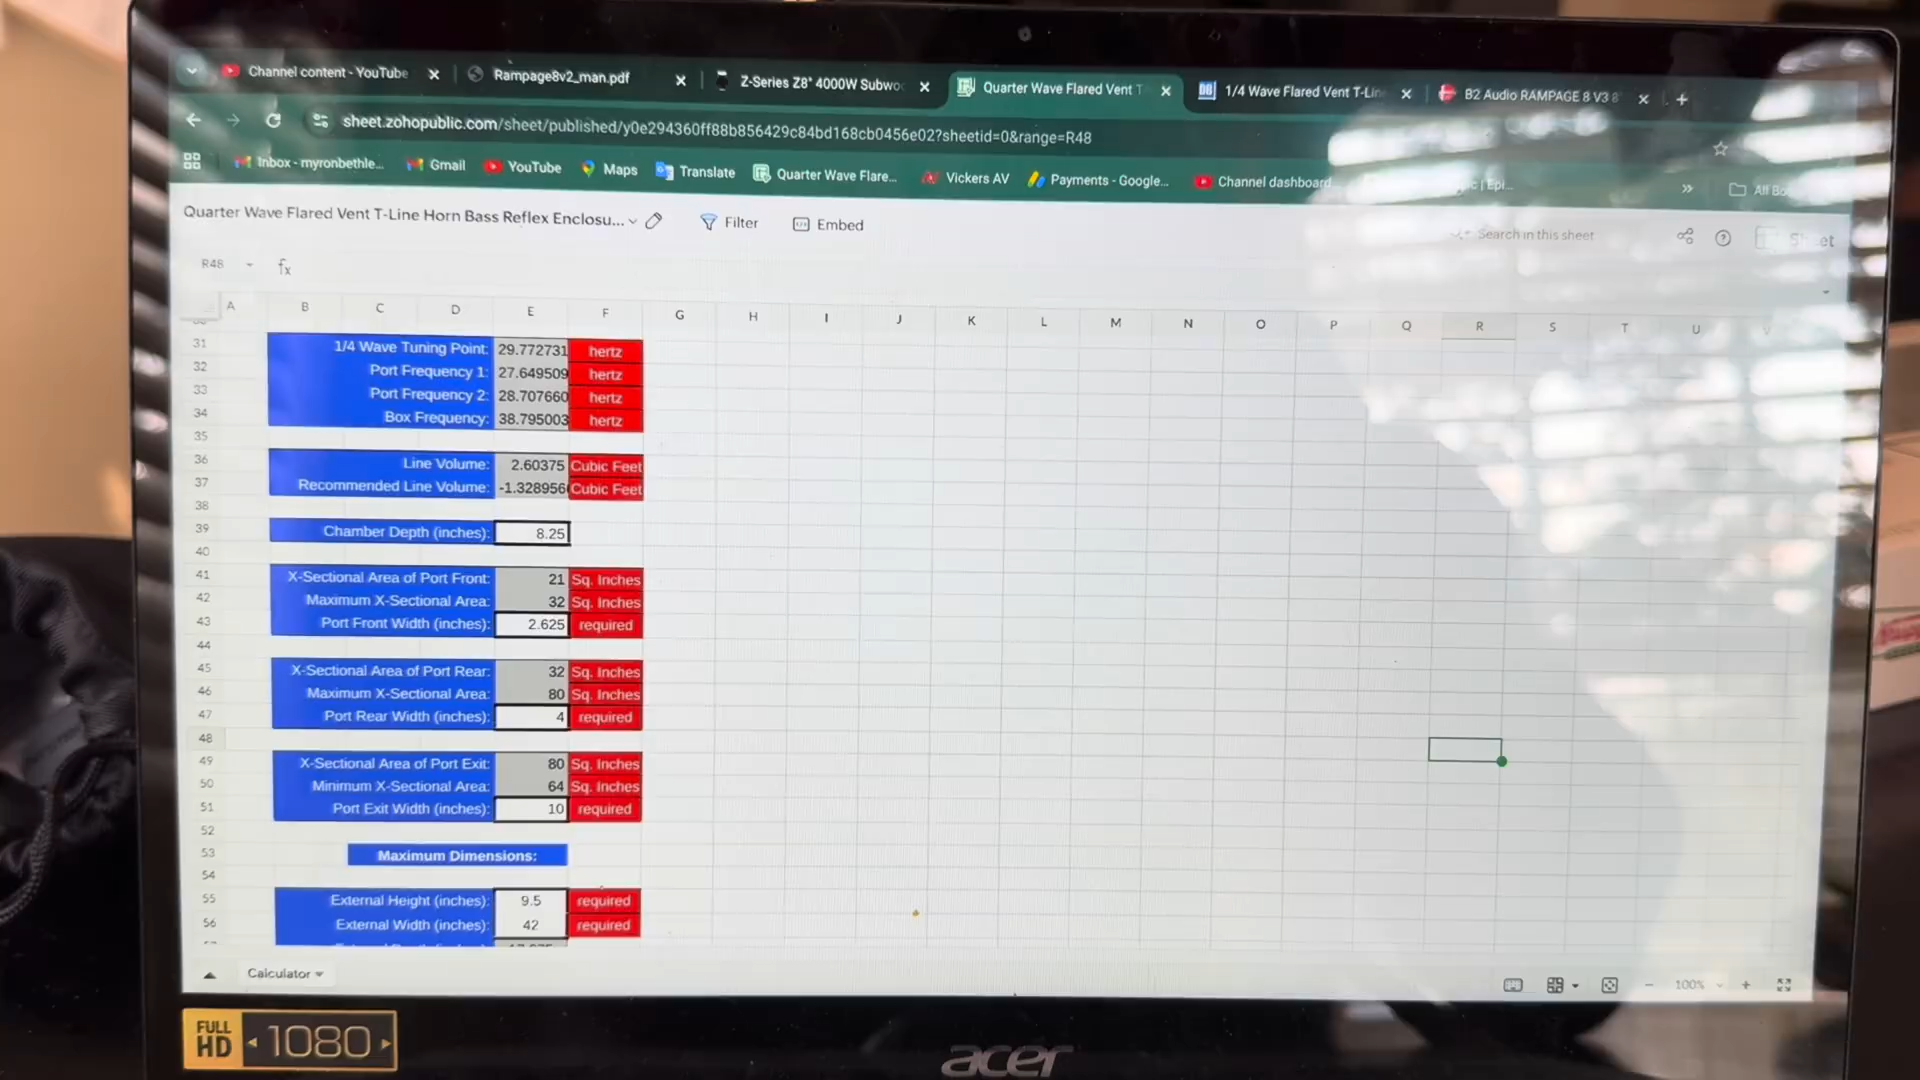 Channel content - YouTube
Rampage8v2_man.pdf
Z-Series Z8" 4000W Subwo
Quarter Wave Flared Vent T
1/4 Wave Flared Vent T-Lin
B2 Audio RAMPAGE 8 V3 8
sheet.zohopublic.com/sheet/published/y0e294360ff88b856429c84bd168cb0456e02?sheetid=0&range=R48
Inbox - myronbethle...
Gmail
YouTube
Maps
Translate
Quarter Wave Flare...
Vickers AV
Payments - Google...
Channel dashboard
Quarter Wave Flared Vent T-Line Horn Bass Reflex Enclosu...
Filter
Embed
Search in this sheet
Sheet
R48
fx
A B C D E F G H I J K L M N O P Q R S T U V
31 1/4 Wave Tuning Point: 29.772731 hertz
32 Port Frequency 1: 27.649509 hertz
33 Port Frequency 2: 28.707660 hertz
34 Box Frequency: 38.795003 hertz
35
36 Line Volume: 2.60375 Cubic Feet
37 Recommended Line Volume: -1.328956 Cubic Feet
38
39 Chamber Depth (inches): 8.25
40
41 X-Sectional Area of Port Front: 21 Sq. Inches
42 Maximum X-Sectional Area: 32 Sq. Inches
43 Port Front Width (inches): 2.625 required
44
45 X-Sectional Area of Port Rear: 32 Sq. Inches
46 Maximum X-Sectional Area: 80 Sq. Inches
47 Port Rear Width (inches): 4 required
48
49 X-Sectional Area of Port Exit: 80 Sq. Inches
50 Minimum X-Sectional Area: 64 Sq. Inches
51 Port Exit Width (inches): 10 required
52
53 Maximum Dimensions:
54
55 External Height (inches): 9.5 required
56 External Width (inches): 42 required
Calculator
100%
FULL HD 1080
acer